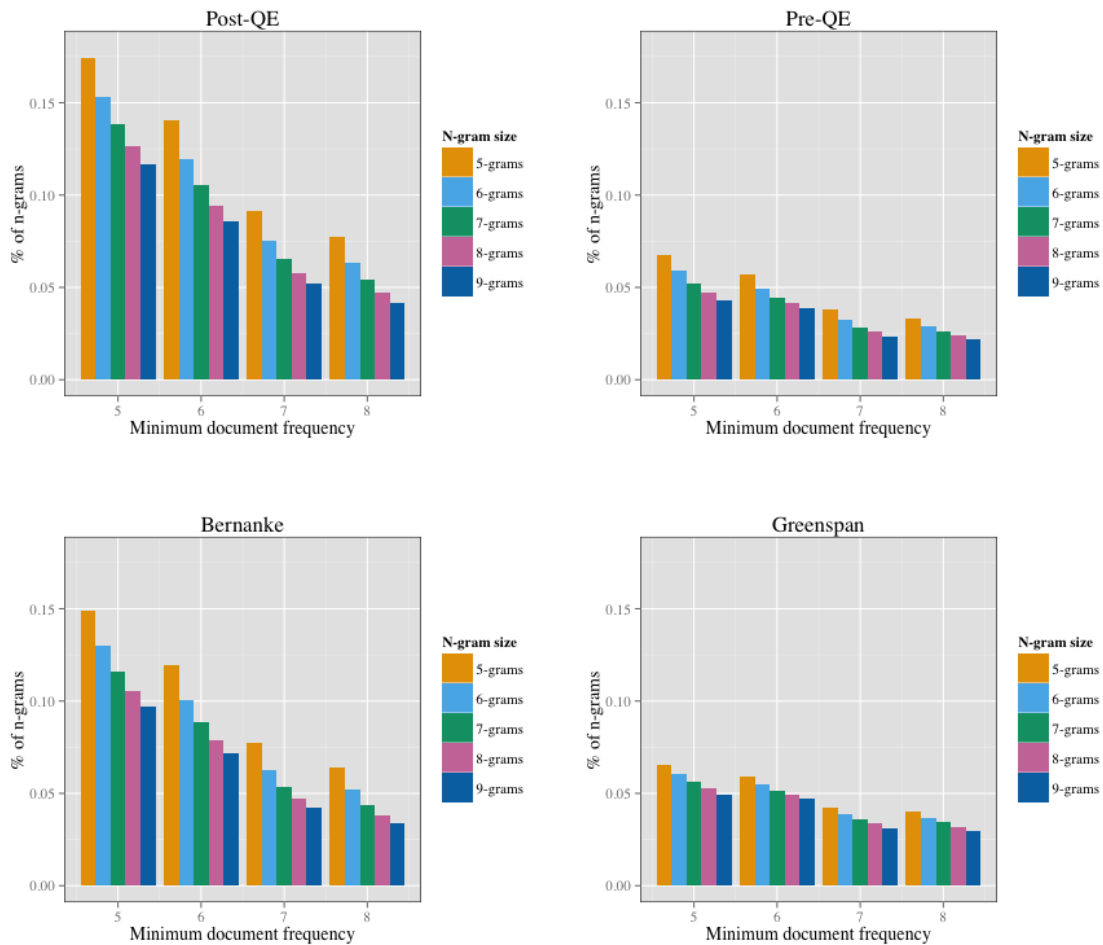 Post-QE
% of n-grams
0.15
0.10
0.05
0.00
5
6
7
8
Minimum document frequency
N-gram size
5-grams
6-grams
7-grams
8-grams
9-grams
Pre-QE
% of n-grams
0.15
0.10
0.05
0.00
5
6
7
8
Minimum document frequency
N-gram size
5-grams
6-grams
7-grams
8-grams
9-grams
Bernanke
% of n-grams
0.15
0.10
0.05
0.00
5
6
7
8
Minimum document frequency
N-gram size
5-grams
6-grams
7-grams
8-grams
9-grams
Greenspan
% of n-grams
0.15
0.10
0.05
0.00
5
6
7
8
Minimum document frequency
N-gram size
5-grams
6-grams
7-grams
8-grams
9-grams